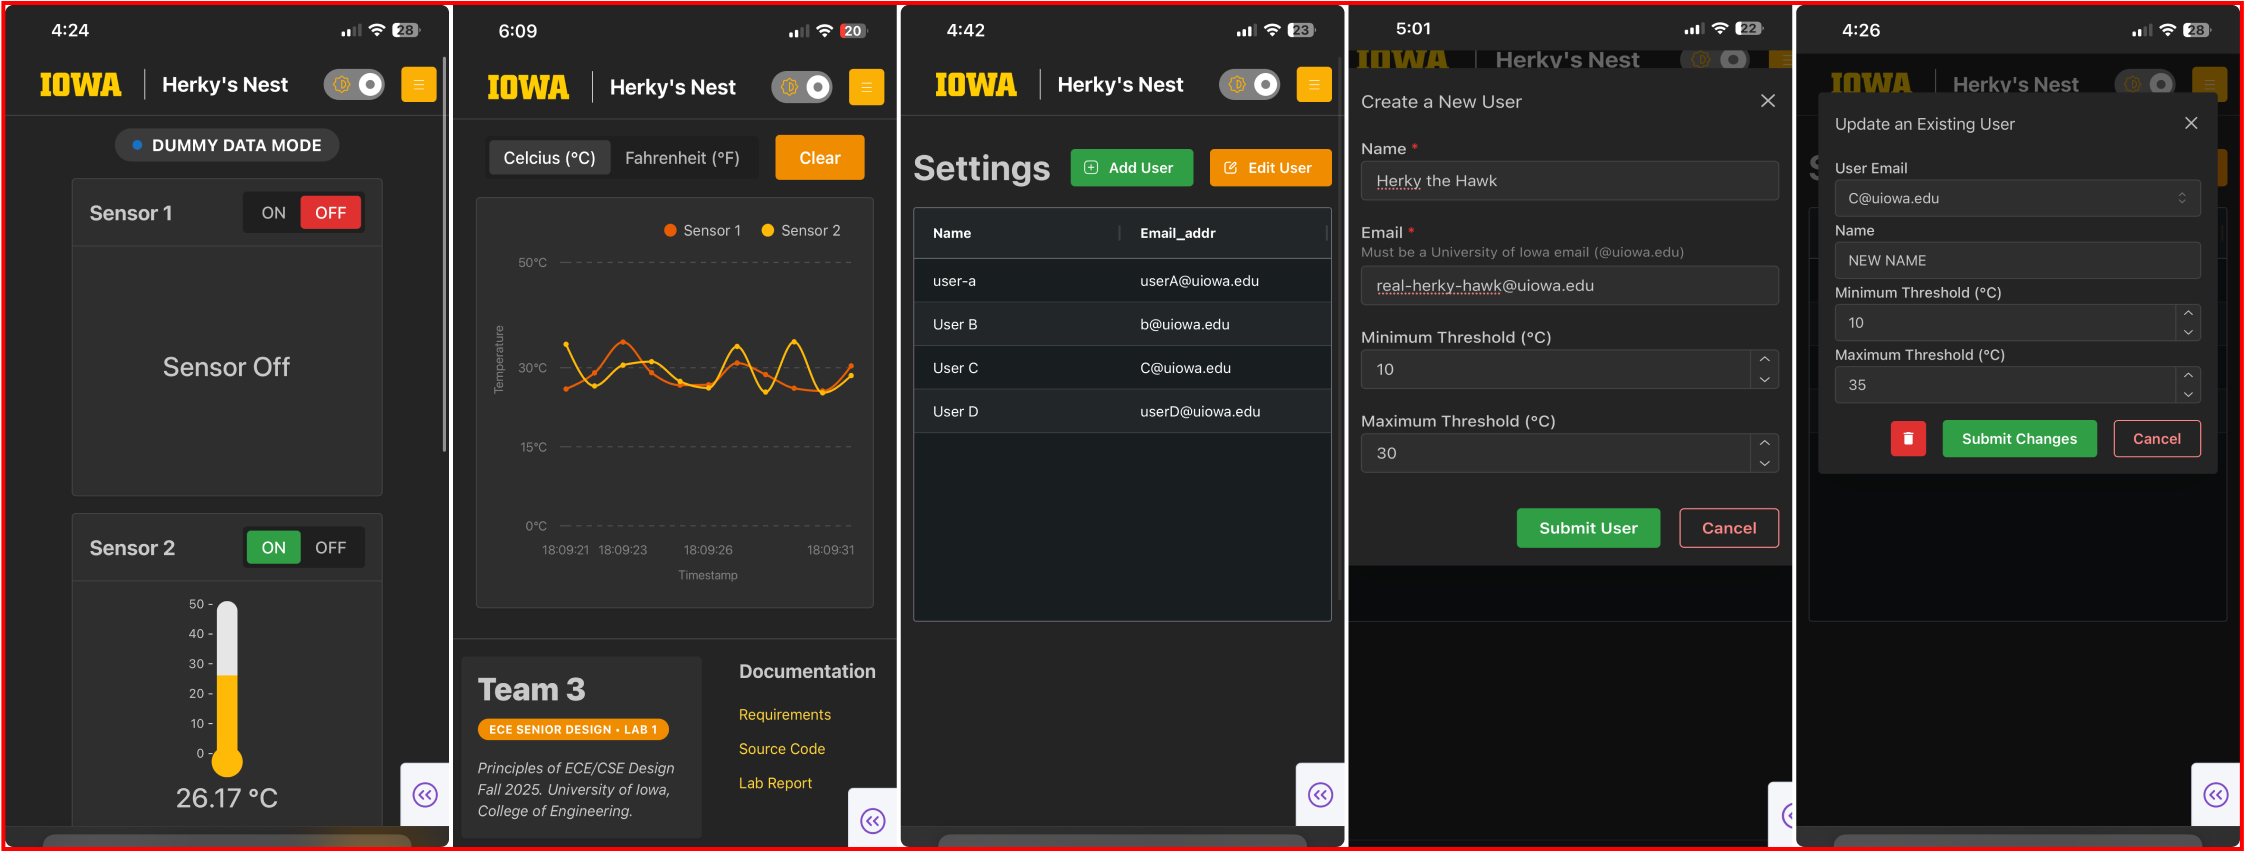 4:24
28
IOWA
Herky's Nest
D
DUMMY DATA MODE
Sensor 1
ON OFF
Sensor Off
Sensor 2
ON OFF
50
40
30
20
10
0
26.17 °C
6:09
20
IOWA
Herky's Nest
D
Celcius (°C) Fahrenheit (°F)
Clear
Sensor 1 Sensor 2
50°C
30°C
15°C
0°C
Temperature
18:09:21 18:09:23 18:09:26 18:09:31
Timestamp
Team 3
ECE SENIOR DESIGN • LAB 1
Principles of ECE/CSE Design
Fall 2025. University of Iowa,
College of Engineering.
Documentation
Requirements
Source Code
Lab Report
4:42
23
IOWA
Herky's Nest
D
Settings
Add User
Edit User
Name Email_addr
user-a userA@uiowa.edu
User B b@uiowa.edu
User C C@uiowa.edu
User D userD@uiowa.edu
5:01
22
IOWA
Herky's Nest
D
Create a New User
Name *
Herky the Hawk
Email *
Must be a University of Iowa email (@uiowa.edu)
real-herky-hawk@uiowa.edu
Minimum Threshold (°C)
10
Maximum Threshold (°C)
30
Submit User
Cancel
4:26
28
IOWA
Herky's Nest
D
Update an Existing User
User Email
C@uiowa.edu
Name
NEW NAME
Minimum Threshold (°C)
10
Maximum Threshold (°C)
35
Submit Changes
Cancel